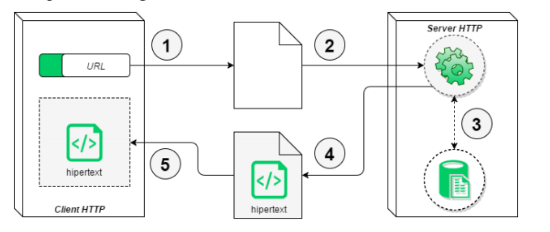 Server HTTP
1
2
URL
3
4
5
</>
hipertext
</>
hipertext
Client HTTP